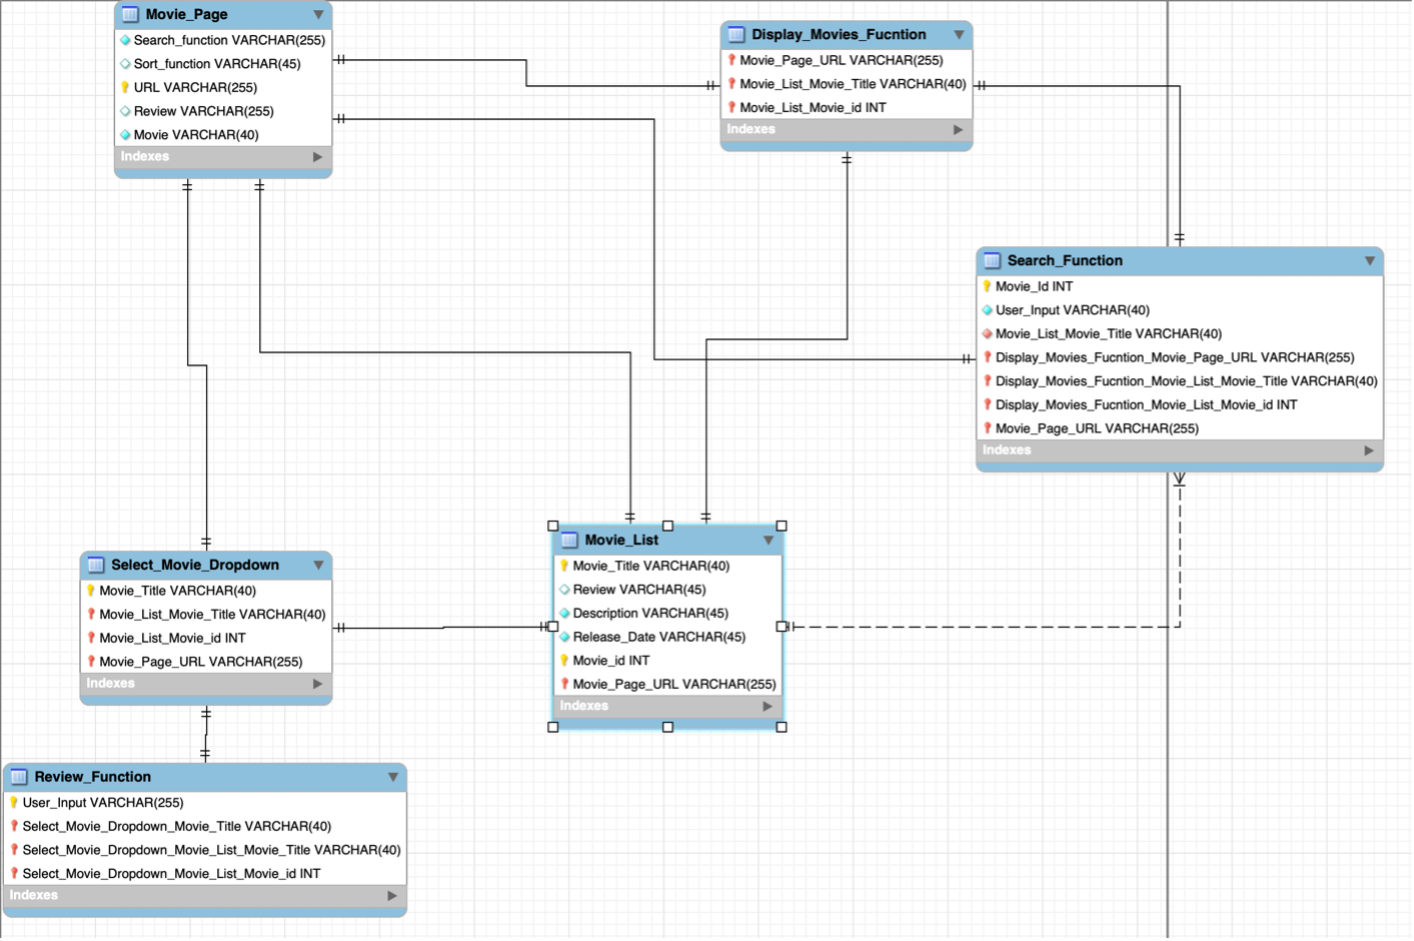 Movie_Page
Search_function VARCHAR(255)
Sort_function VARCHAR(45)
URL VARCHAR(255)
Review VARCHAR(255)
Movie VARCHAR(40)
Indexes
Display_Movies_Fucntion
Movie_Page_URL VARCHAR(255)
Movie_List_Movie_Title VARCHAR(40)
Movie_List_Movie_id INT
Indexes
Search_Function
Movie_Id INT
User_Input VARCHAR(40)
Movie_List_Movie_Title VARCHAR(40)
Display_Movies_Fucntion_Movie_Page_URL VARCHAR(255)
Display_Movies_Fucntion_Movie_List_Movie_Title VARCHAR(40)
Display_Movies_Fucntion_Movie_List_Movie_id INT
Movie_Page_URL VARCHAR(255)
Indexes
Select_Movie_Dropdown
Movie_Title VARCHAR(40)
Movie_List_Movie_Title VARCHAR(40)
Movie_List_Movie_id INT
Movie_Page_URL VARCHAR(255)
Indexes
Movie_List
Movie_Title VARCHAR(40)
Review VARCHAR(45)
Description VARCHAR(45)
Release_Date VARCHAR(45)
Movie_id INT
Movie_Page_URL VARCHAR(255)
Indexes
Review_Function
User_Input VARCHAR(255)
Select_Movie_Dropdown_Movie_Title VARCHAR(40)
Select_Movie_Dropdown_Movie_List_Movie_Title VARCHAR(40)
Select_Movie_Dropdown_Movie_List_Movie_id INT
Indexes